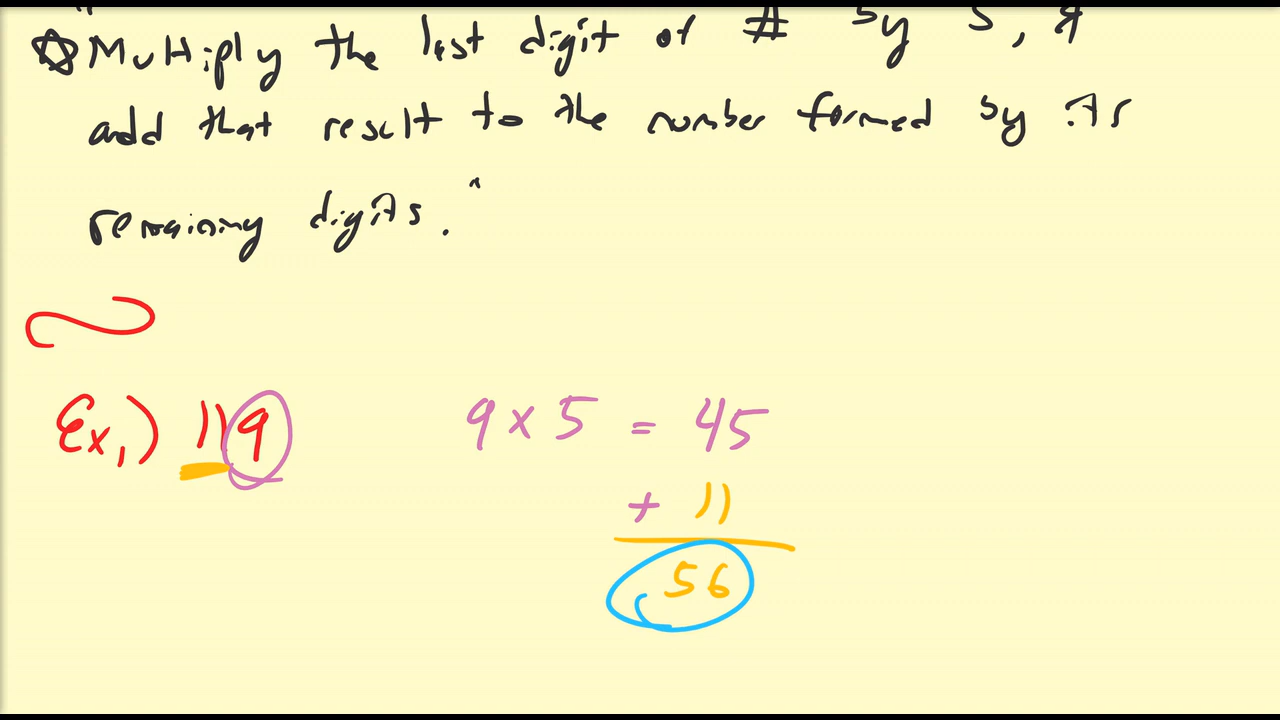 "
☆ Multiply the last digit of # by 5, &
add that result to the number formed by its
remaining digits."
Ex,) 119
9 x 5 = 45
+ 11
56